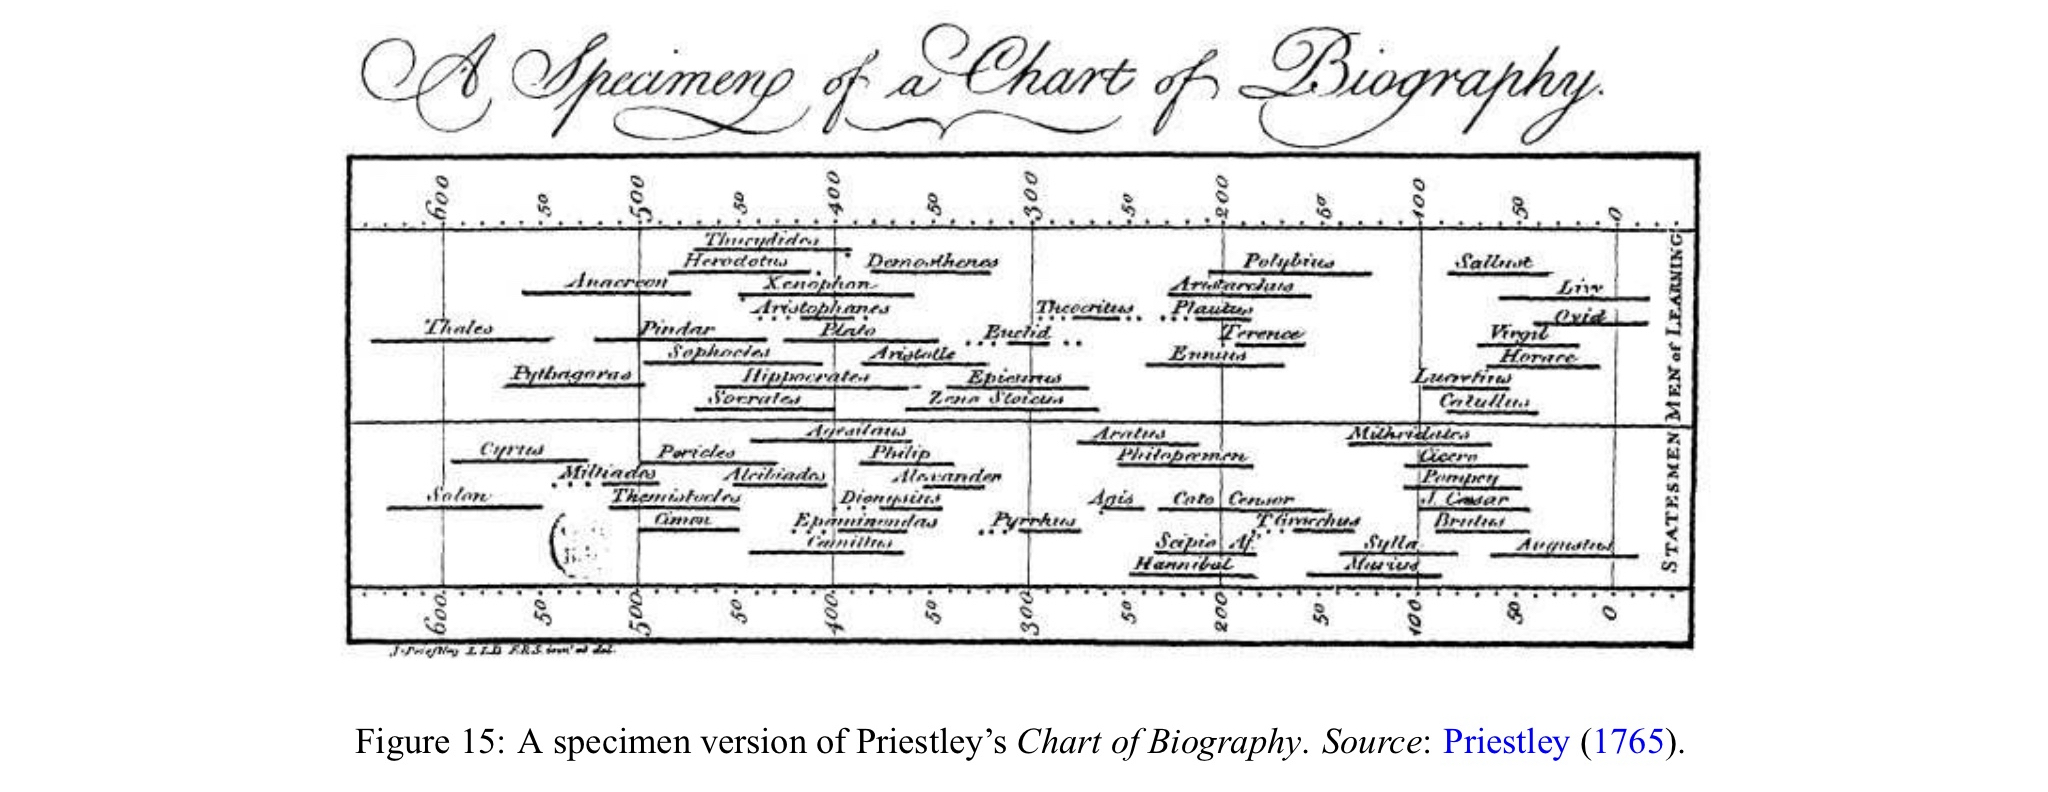 A Specimen of a Chart of Biography.
600 50 500 50 400 50 300 50 200 50 100 50 0
Thucydides
Herodotus Demosthenes Polybius Sallust
Anacreon Xenophon Aristarchus Livy
Aristophanes Theocritus Plautus Ovid
Thales Pindar Plato Euclid Terence Virgil
Sophocles Aristotle Ennius Horace
Pythagoras Hippocrates Epicurus Lucretius
Socrates Zeno Stoicus Catullus
MEN of LEARNING
Agesilaus Aratus Mithridates
Cyrus Pericles Philip Philopœmen Cicero
Miltiades Alcibiades Alexander Pompey
Solon Themistocles Dionysius Agis Cato Censor J. Cæsar
Cimon Epaminondas Pyrrhus T. Gracchus Brutus
Camillus Scipio Af. Sylla Augustus
Hannibal Marius
STATESMEN
600 50 500 50 400 50 300 50 200 50 100 50 0
J. Priestley L.L.D. F.R.S.
Figure 15: A specimen version of Priestley's Chart of Biography. Source: Priestley (1765).